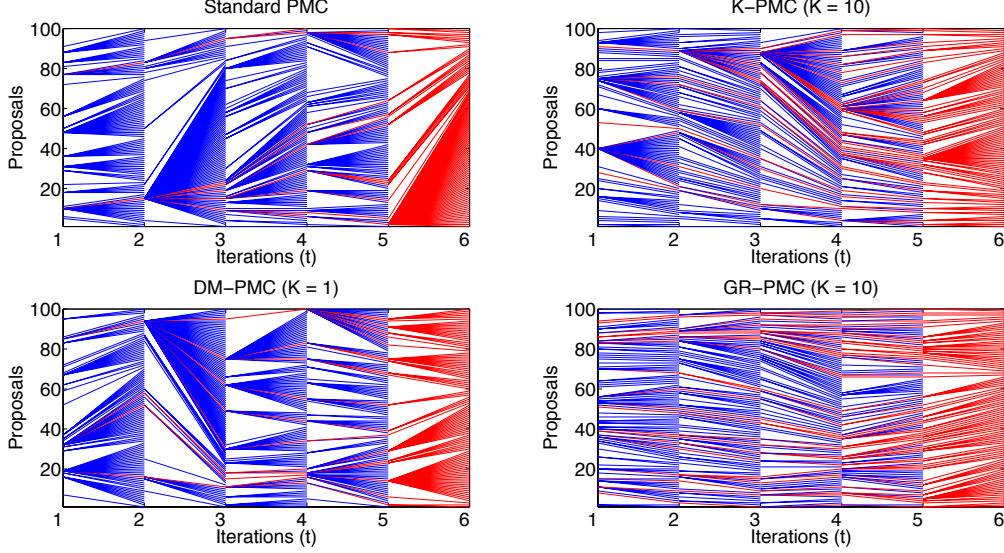 Standard PMC
Proposals
100
80
60
40
20
1 2 3 4 5 6
Iterations (t)
K−PMC (K = 10)
Proposals
100
80
60
40
20
1 2 3 4 5 6
Iterations (t)
DM−PMC (K = 1)
Proposals
100
80
60
40
20
1 2 3 4 5 6
Iterations (t)
GR−PMC (K = 10)
Proposals
100
80
60
40
20
1 2 3 4 5 6
Iterations (t)